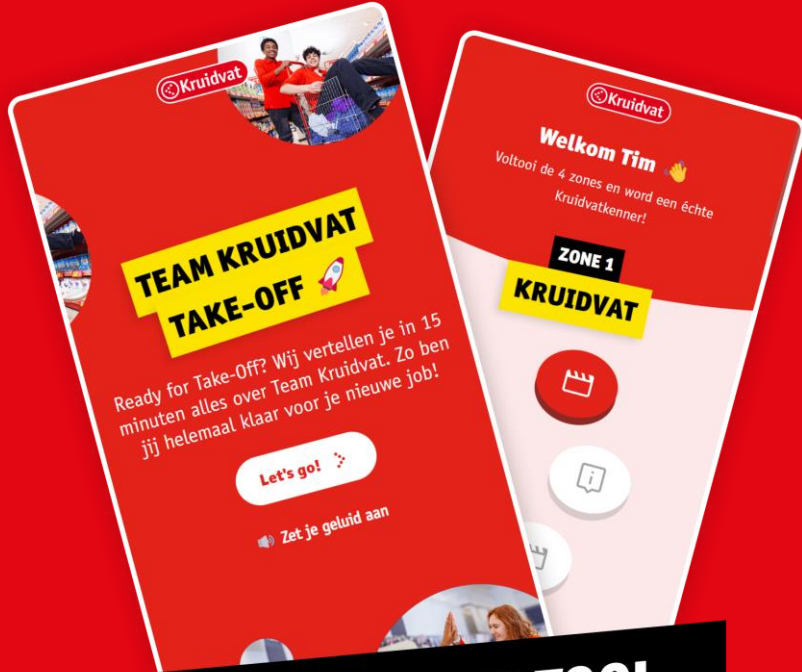 Kruidvat
TEAM KRUIDVAT
TAKE-OFF
Ready for Take-Off? Wij vertellen je in 15
minuten alles over Team Kruidvat. Zo ben
jij helemaal klaar voor je nieuwe job!
Let's go!
Zet je geluid aan
Kruidvat
Welkom Tim
Voltooi de 4 zones en word een échte
Kruidvatkenner!
ZONE 1
KRUIDVAT